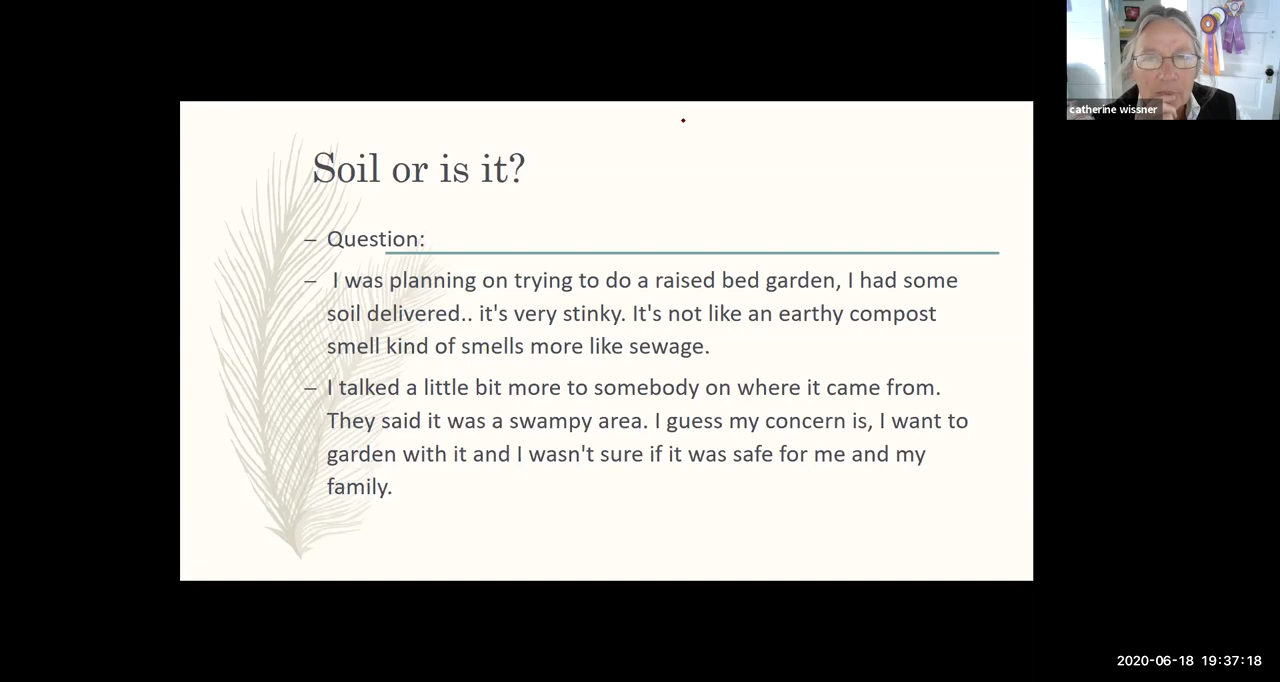 catherine wissner
Soil or is it?
– Question:
– I was planning on trying to do a raised bed garden, I had some
soil delivered.. it's very stinky. It's not like an earthy compost
smell kind of smells more like sewage.
– I talked a little bit more to somebody on where it came from.
They said it was a swampy area. I guess my concern is, I want to
garden with it and I wasn't sure if it was safe for me and my
family.
2020-06-18 19:37:18